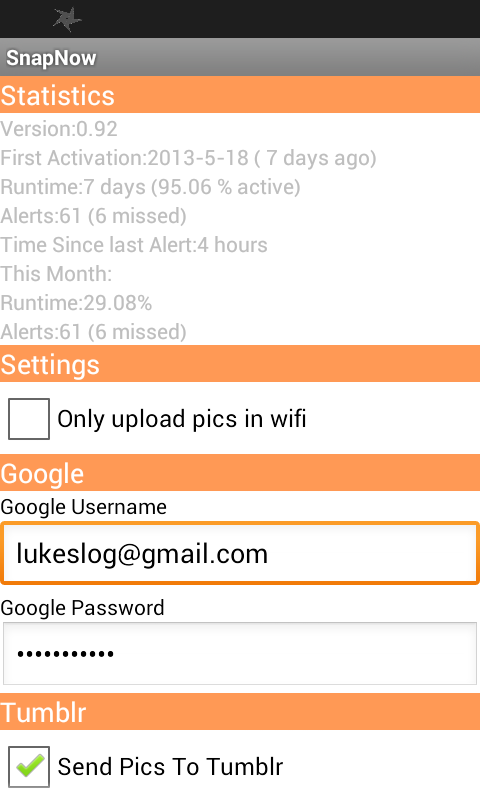 SnapNow
Statistics
Version:0.92
First Activation:2013-5-18 ( 7 days ago)
Runtime:7 days (95.06 % active)
Alerts:61 (6 missed)
Time Since last Alert:4 hours
This Month:
Runtime:29.08%
Alerts:61 (6 missed)
Settings
Only upload pics in wifi
Google
Google Username
lukeslog@gmail.com
Google Password
•••••••••••
Tumblr
Send Pics To Tumblr